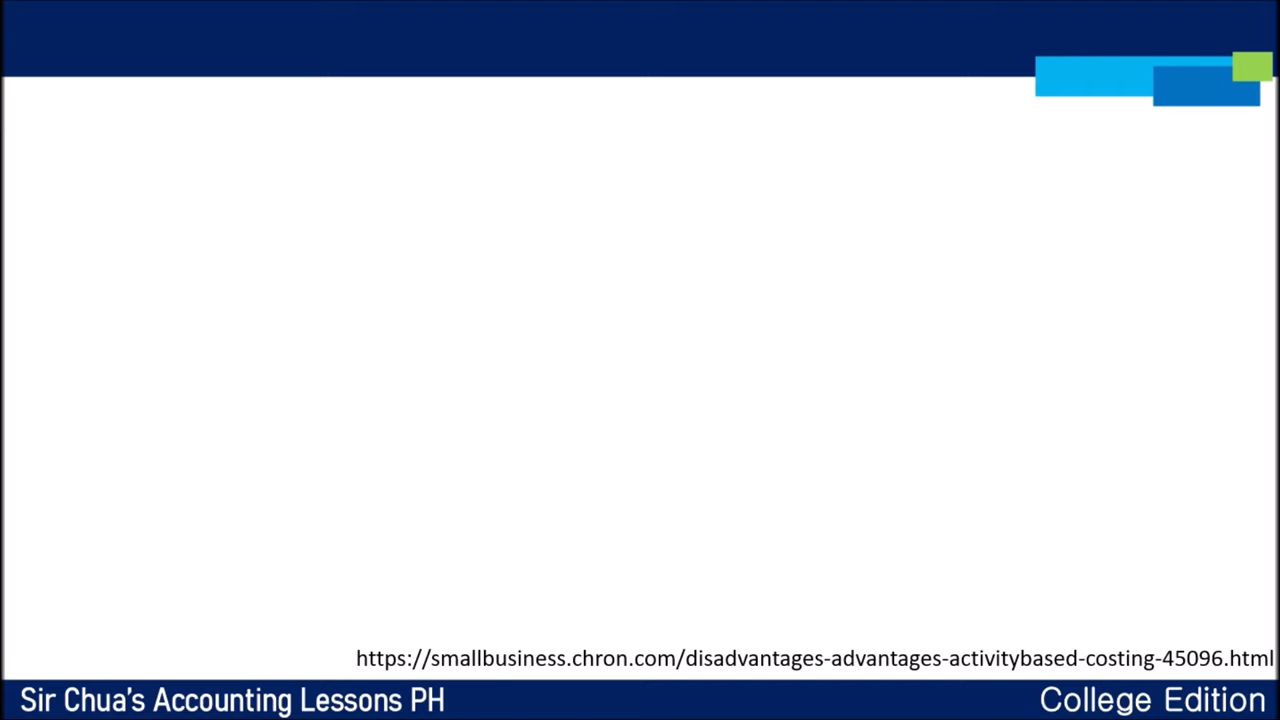 https://smallbusiness.chron.com/disadvantages-advantages-activitybased-costing-45096.html
Sir Chua's Accounting Lessons PH
College Edition